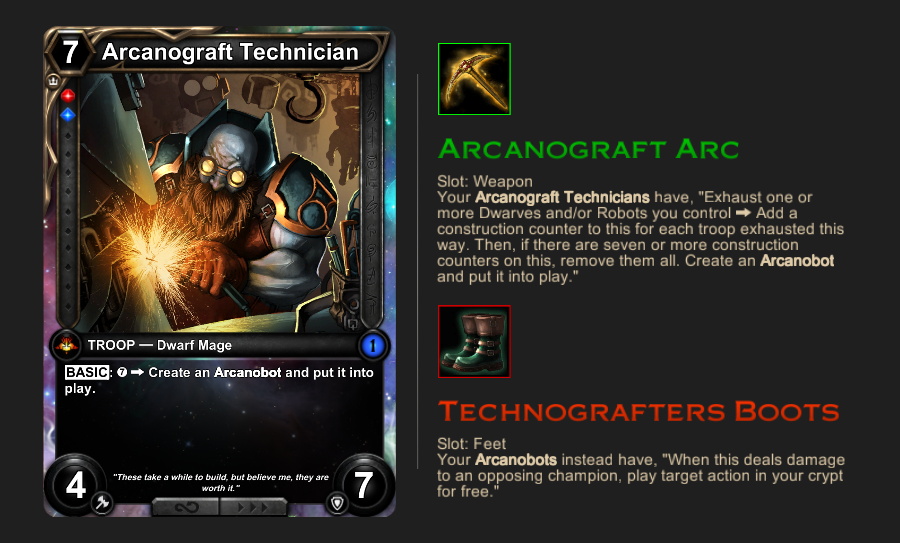 7 Arcanograft Technician
TROOP — Dwarf Mage 1
BASIC: 7 ➡ Create an Arcanobot and put it into
play.
"These take a while to build, but believe me, they are
worth it."
4 7
Arcanograft Arc
Slot: Weapon
Your Arcanograft Technicians have, "Exhaust one or
more Dwarves and/or Robots you control ➡ Add a
construction counter to this for each troop exhausted this
way. Then, if there are seven or more construction
counters on this, remove them all. Create an Arcanobot
and put it into play."
Technografters Boots
Slot: Feet
Your Arcanobots instead have, "When this deals damage
to an opposing champion, play target action in your crypt
for free."